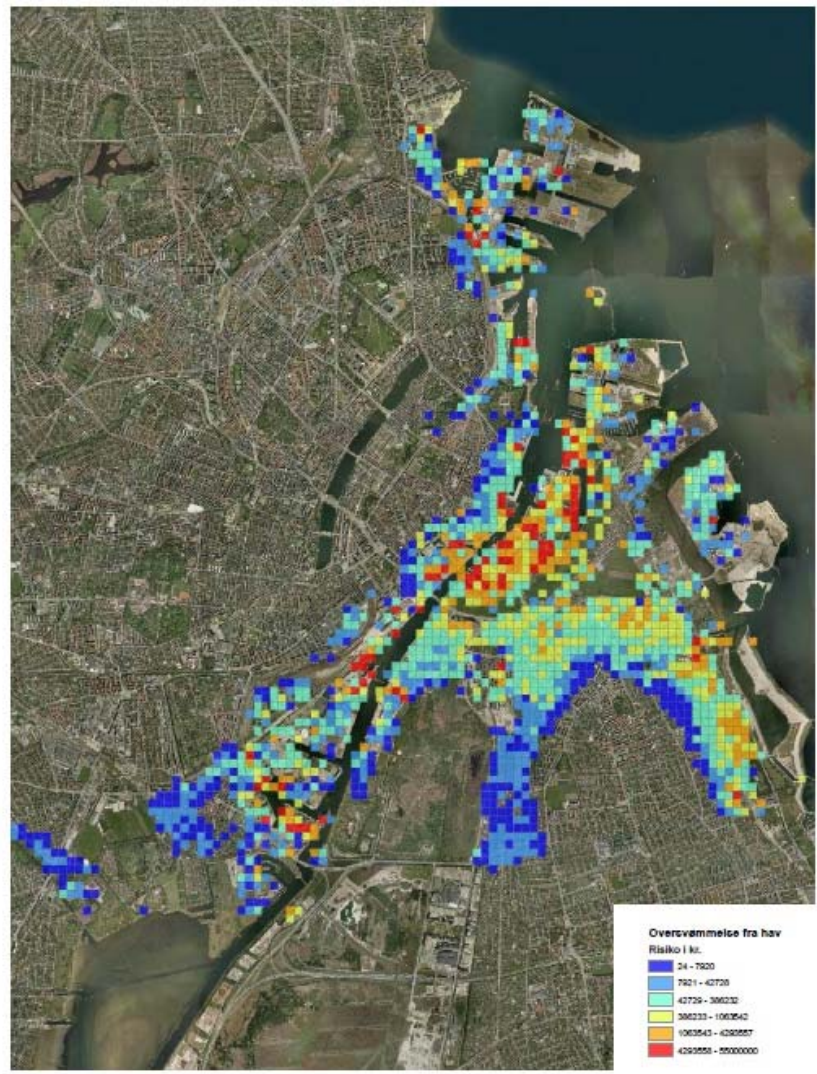 Oversvømmelse fra hav
Risiko i kr.
24 - 7920
7921 - 42728
42729 - 386232
386233 - 1063542
1063543 - 4293557
4293558 - 55000000